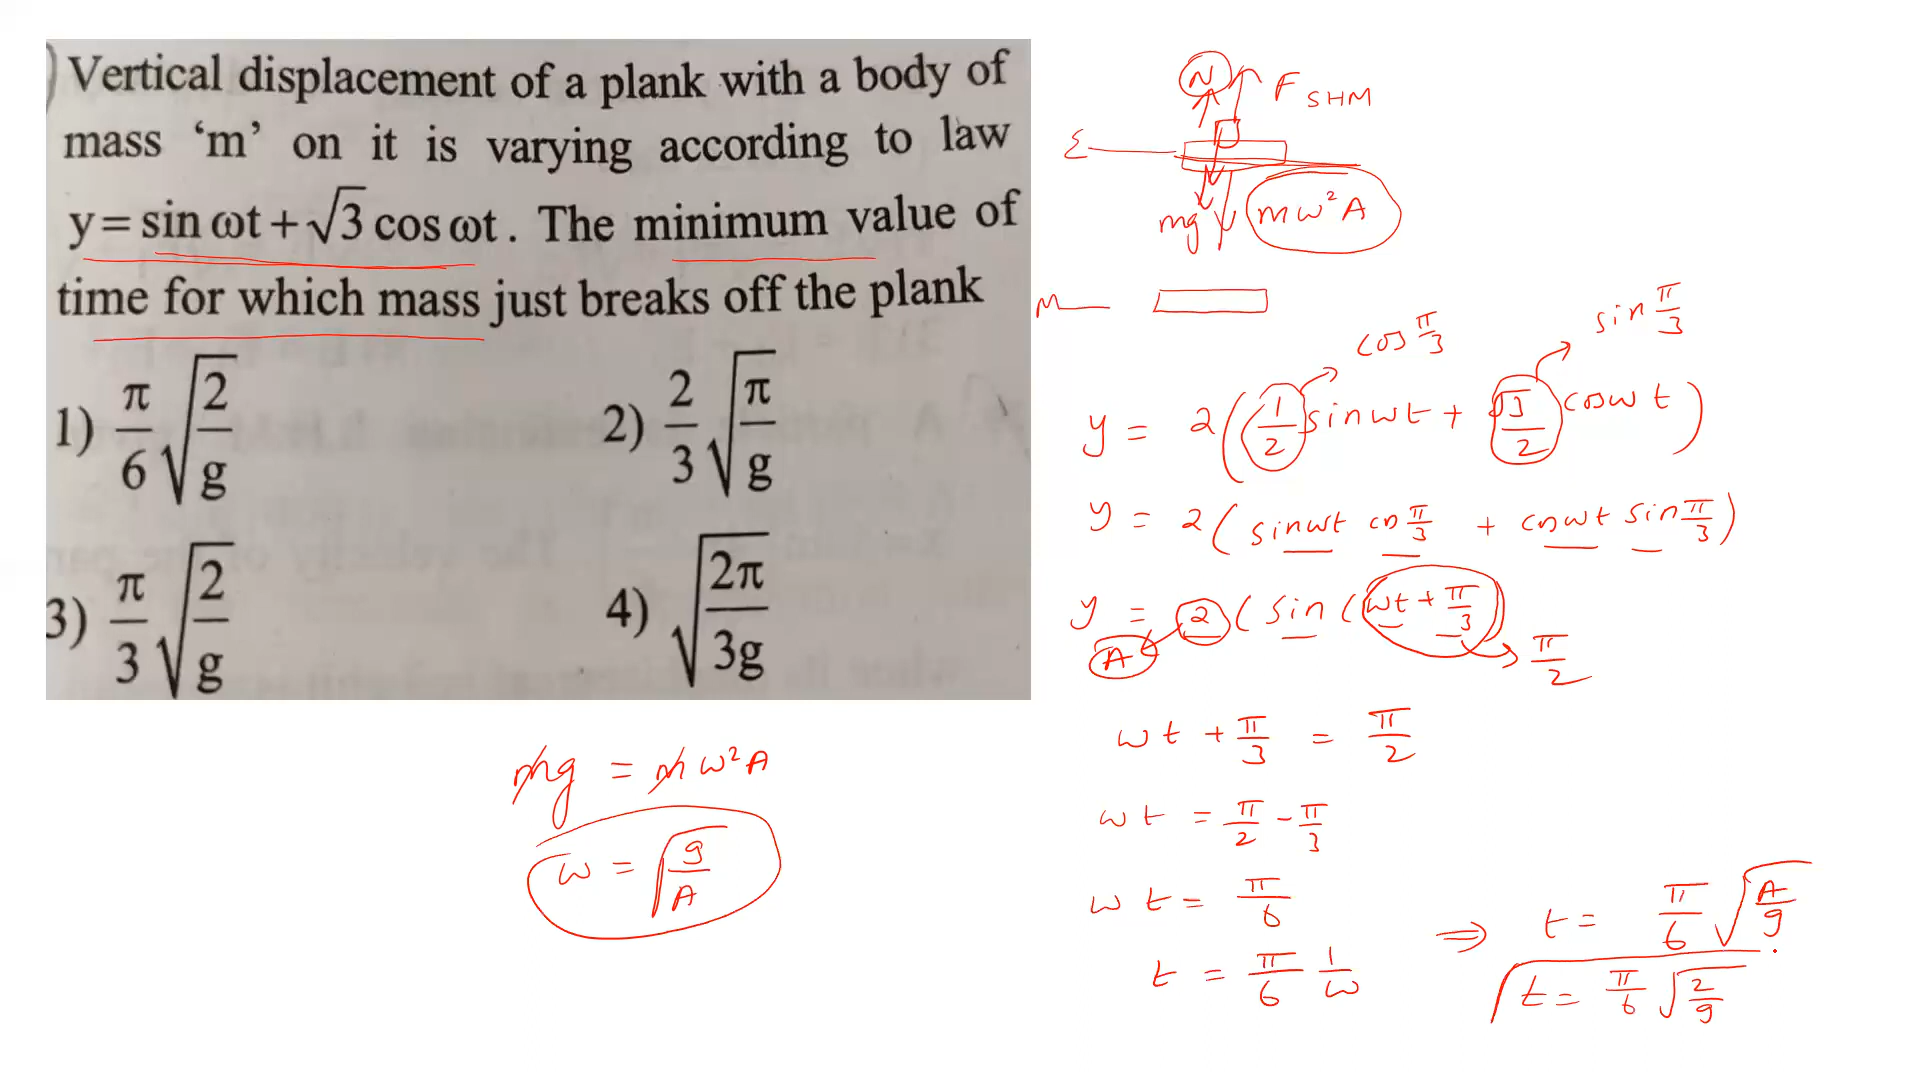 Vertical displacement of a plank with a body of
mass ‘m’ on it is varying according to law
y = sin ωt + √3 cos ωt . The minimum value of
time for which mass just breaks off the plank
1) π/6 √(2/g)
2) 2/3 √(π/g)
3) π/3 √(2/g)
4) √(2π/3g)
mg = mω²A
ω = √(g/A)
N F SHM
E
mg mω²A
M
cos π/3 sin π/3
y = 2(1/2 sinωt + √3/2 cosωt)
y = 2(sinωt cos π/3 + cosωt sin π/3)
y = 2(sin(ωt + π/3)
A π/2
ωt + π/3 = π/2
ωt = π/2 - π/3
ωt = π/6
t = π/6 1/ω
⇒ t = π/6 √(A/g)
t = π/6 √(2/g)